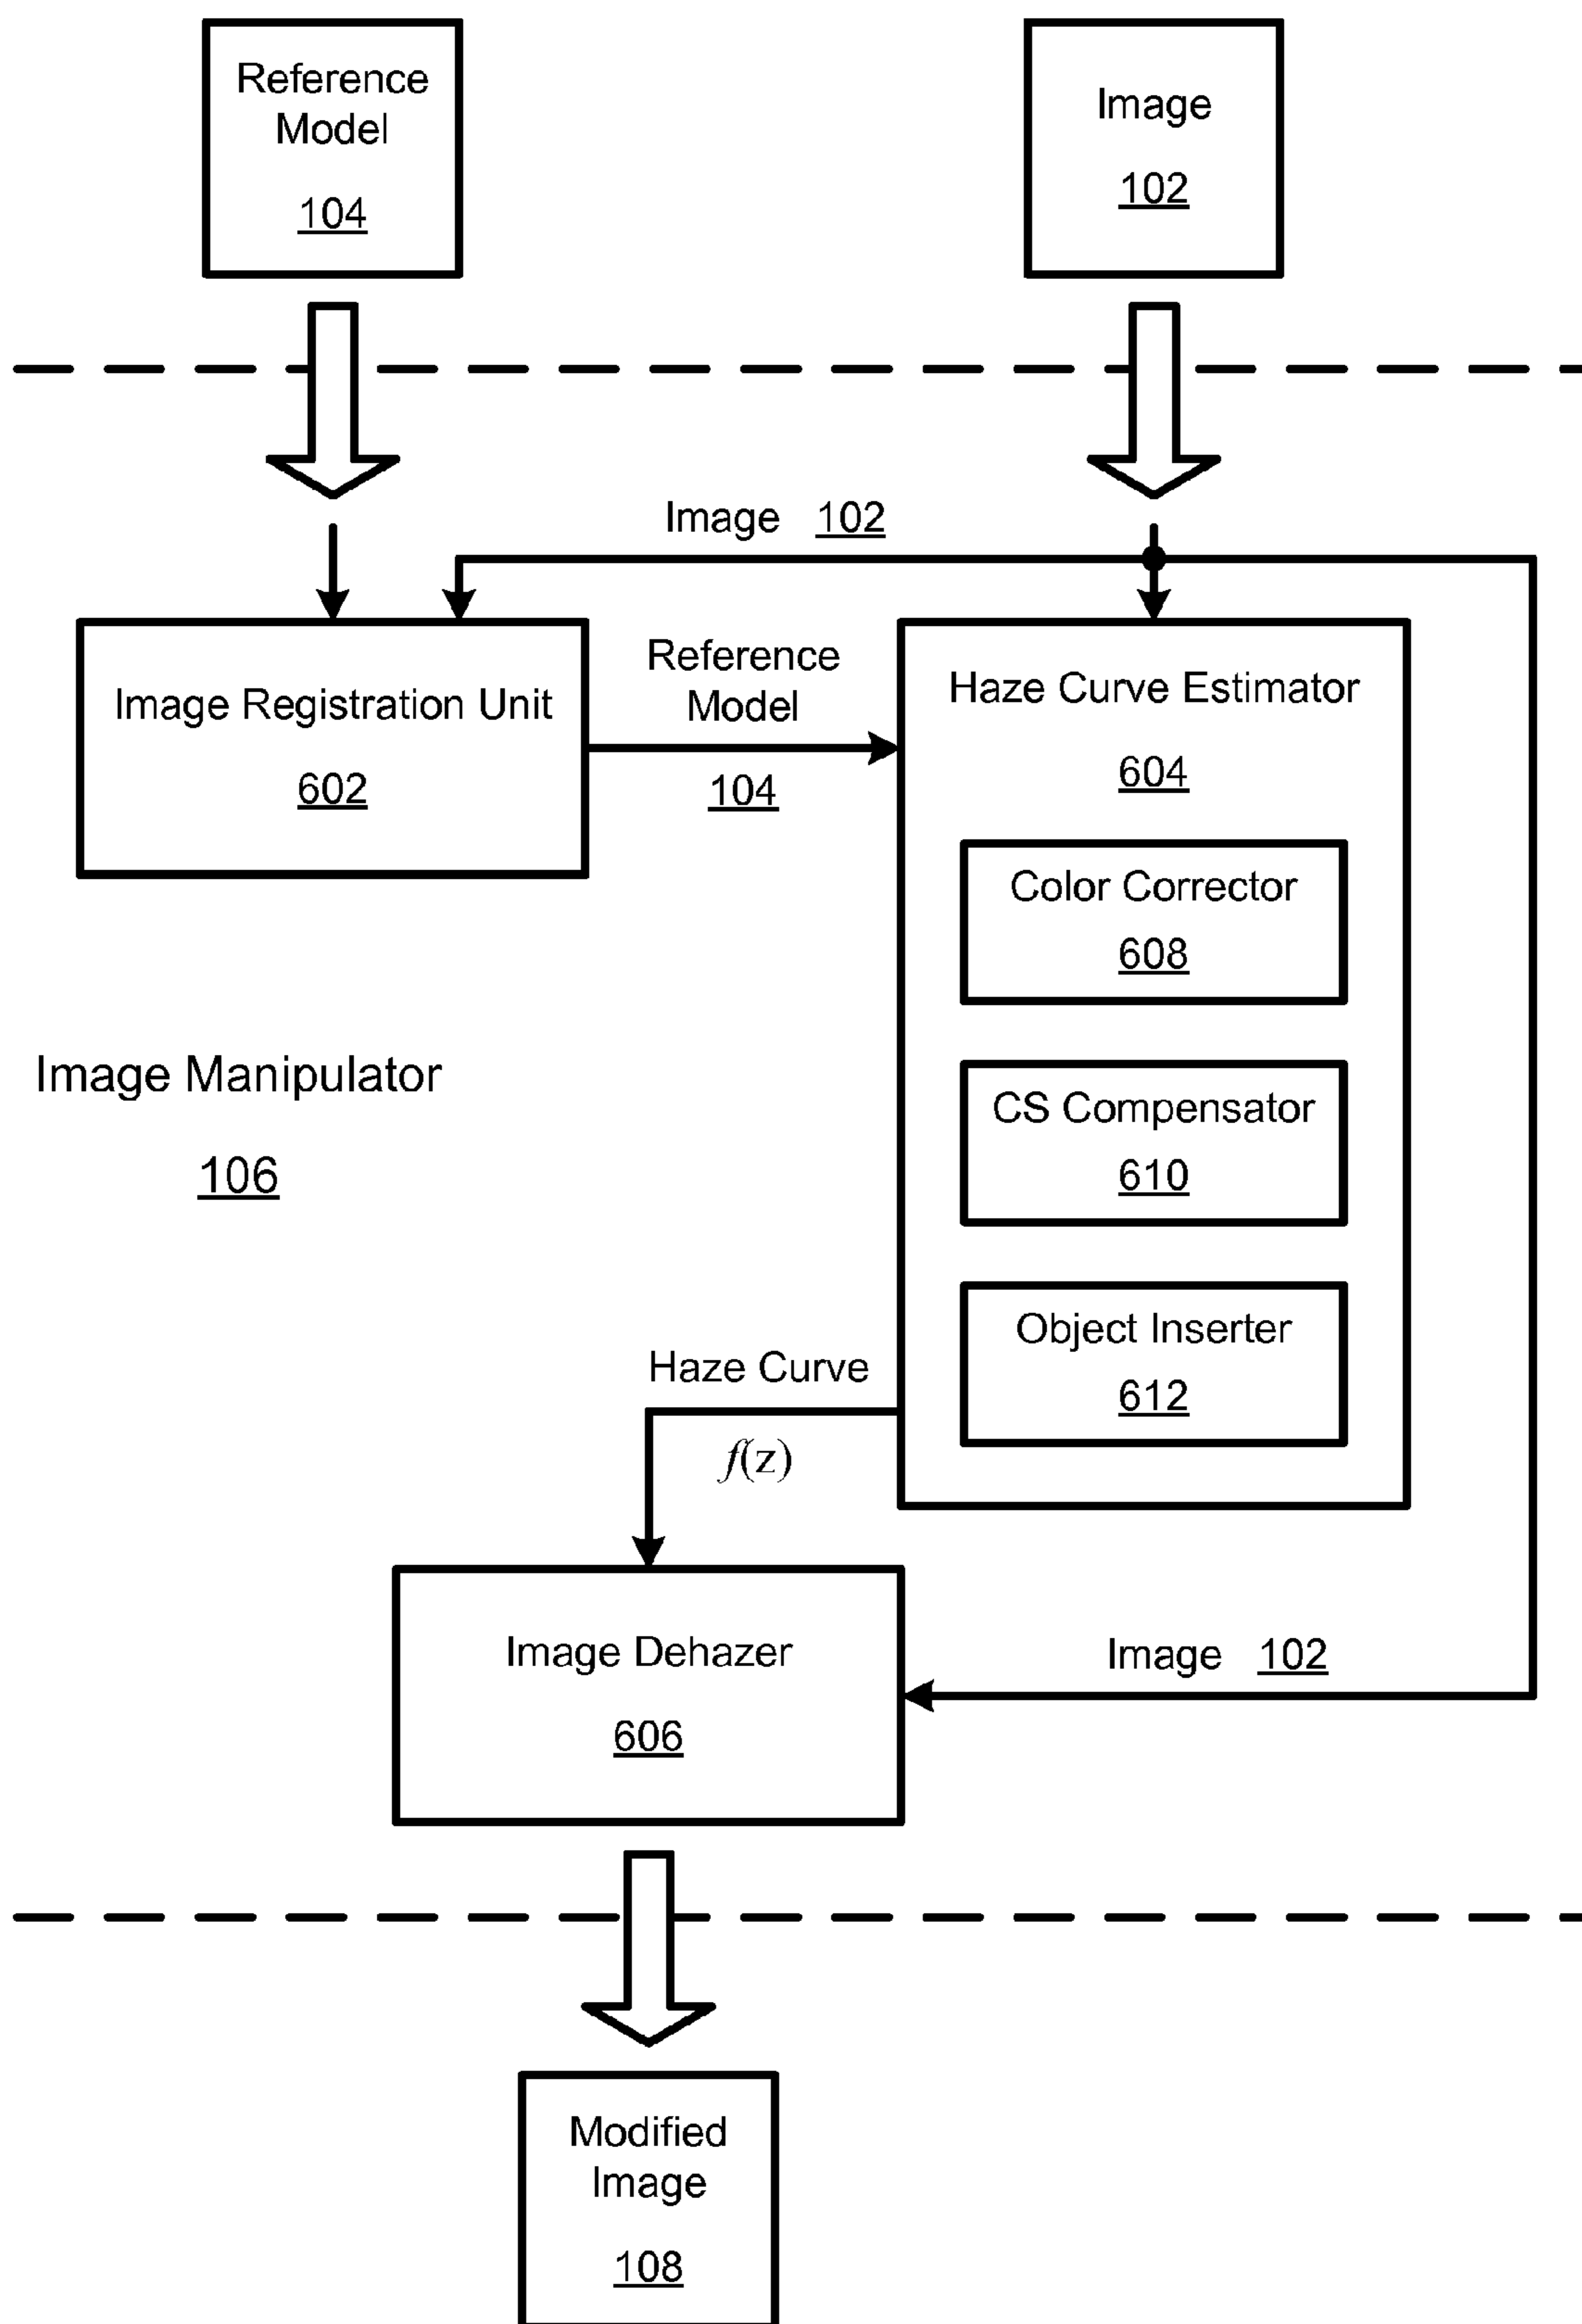 Reference
Model
104
Image
102
Image 102
Image Registration Unit
602
Reference
Model
104
Haze Curve Estimator
604
Color Corrector
608
CS Compensator
610
Object Inserter
612
Image Manipulator
106
Haze Curve
f(z)
Image Dehazer
606
Image 102
Modified
Image
108